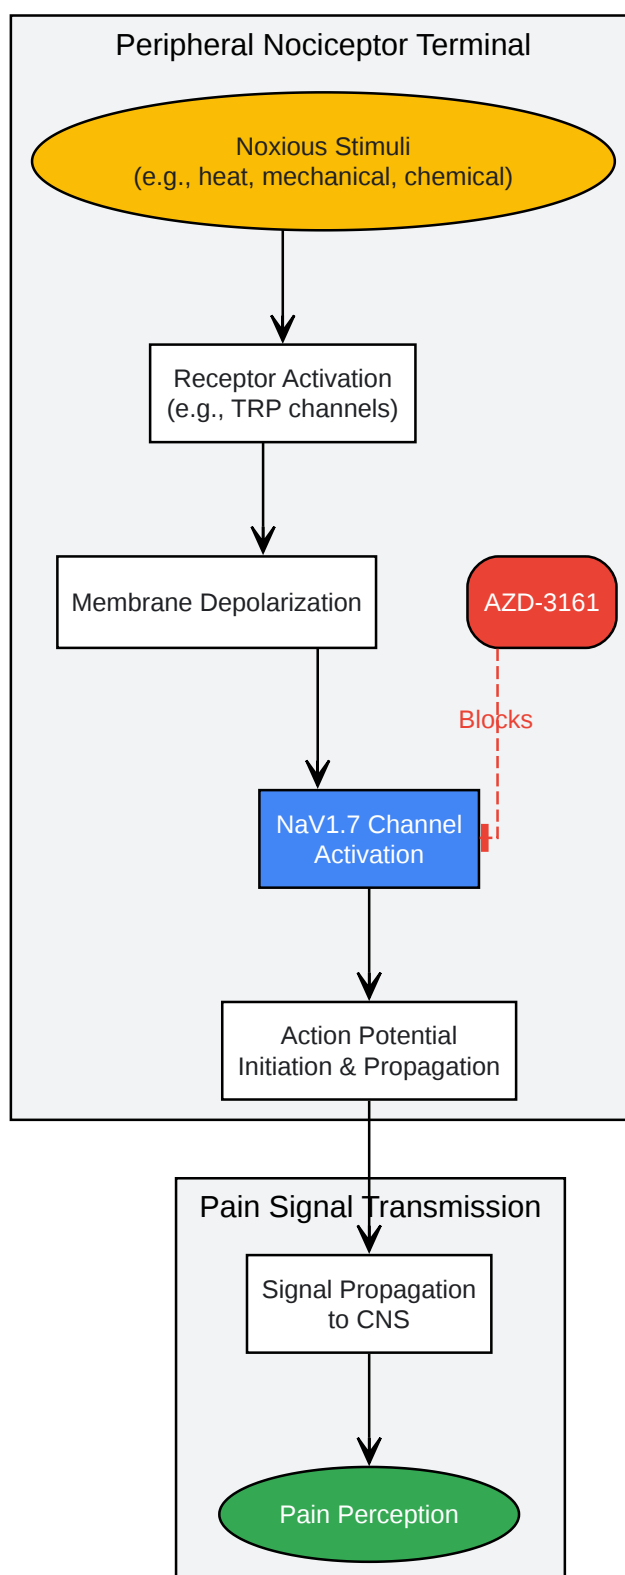 Peripheral Nociceptor Terminal
Noxious Stimuli
(e.g., heat, mechanical, chemical)
Receptor Activation
(e.g., TRP channels)
Membrane Depolarization
AZD-3161
Blocks
NaV1.7 Channel
Activation
Action Potential
Initiation & Propagation
Pain Signal Transmission
Signal Propagation
to CNS
Pain Perception